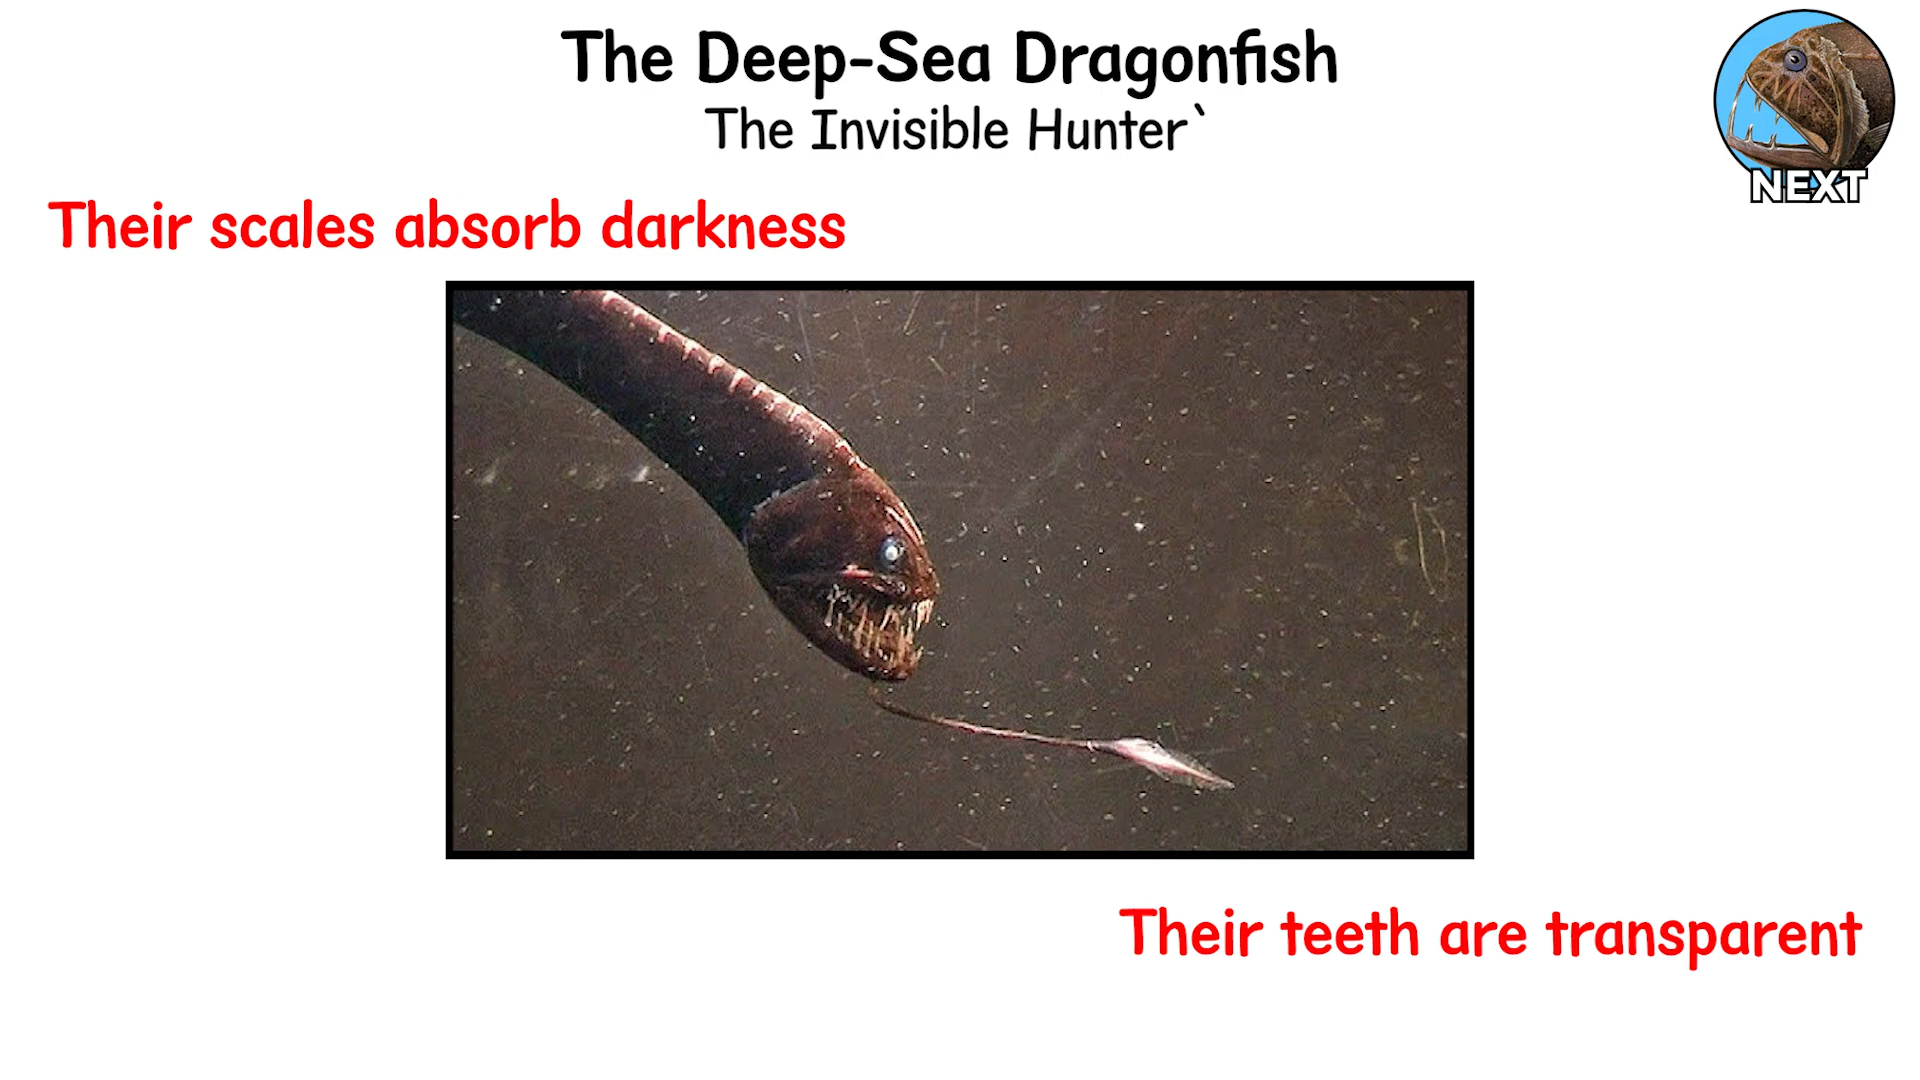 The Deep-Sea Dragonfish
The Invisible Hunter`
NEXT
Their scales absorb darkness
Their teeth are transparent